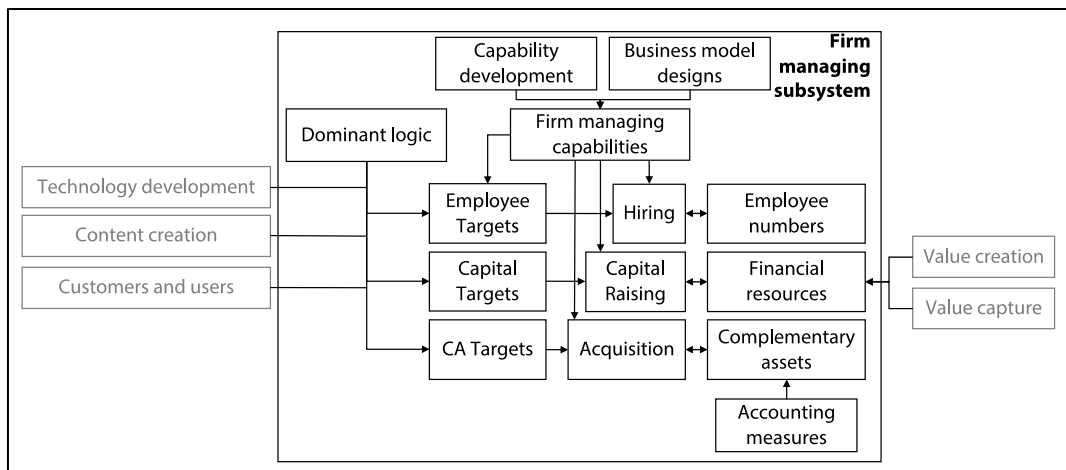 Capability
development
Business model
designs
Firm
managing
subsystem
Dominant logic
Firm managing
capabilities
Technology development
Content creation
Customers and users
Employee
Targets
Hiring
Employee
numbers
Capital
Targets
Capital
Raising
Financial
resources
Value creation
Value capture
CA Targets
Acquisition
Complementary
assets
Accounting
measures